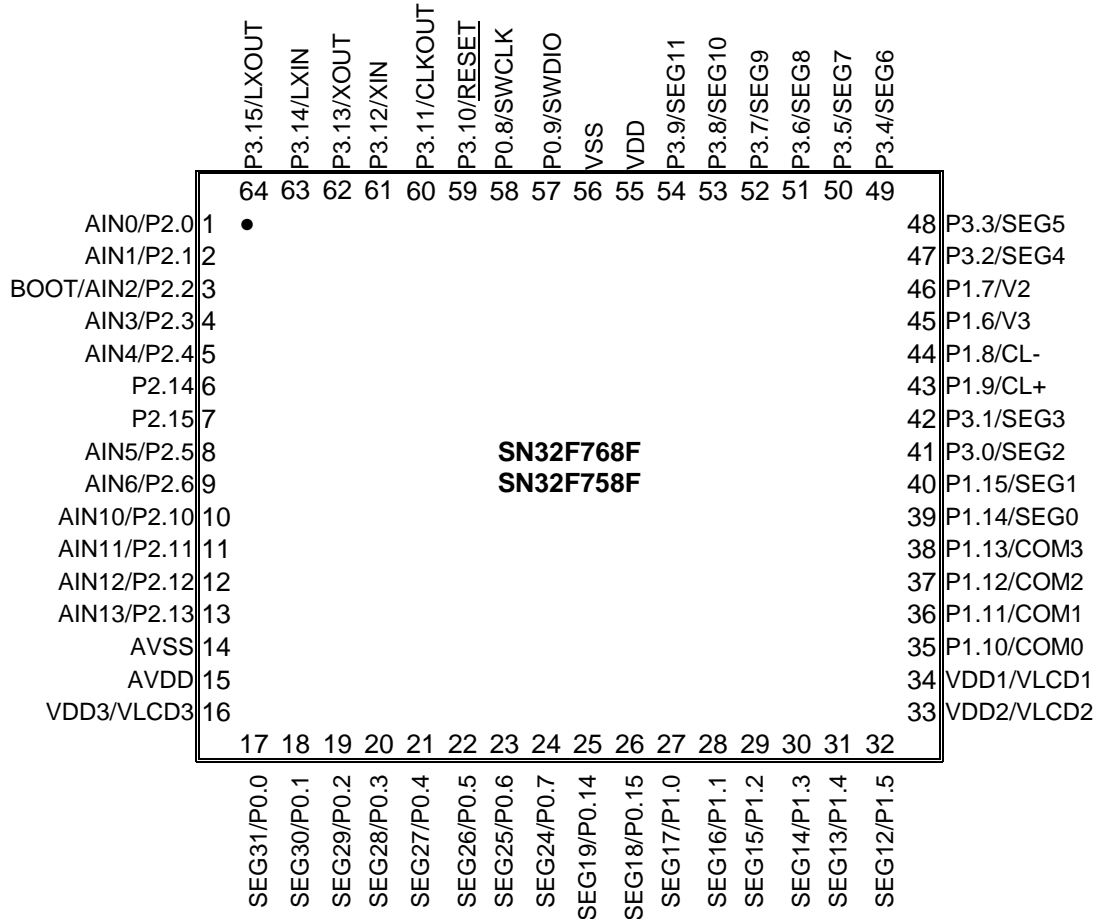 P3.15/LXOUT
P3.14/LXIN
P3.13/XOUT
P3.12/XIN
P3.11/CLKOUT
P3.10/RESET
P0.8/SWCLK
P0.9/SWDIO
VSS
VDD
P3.9/SEG11
P3.8/SEG10
P3.7/SEG9
P3.6/SEG8
P3.5/SEG7
P3.4/SEG6
64 63 62 61 60 59 58 57 56 55 54 53 52 51 50 49
AIN0/P2.0 1 • 48 P3.3/SEG5
AIN1/P2.1 2 47 P3.2/SEG4
BOOT/AIN2/P2.2 3 46 P1.7/V2
AIN3/P2.3 4 45 P1.6/V3
AIN4/P2.4 5 44 P1.8/CL-
P2.14 6 43 P1.9/CL+
P2.15 7 42 P3.1/SEG3
AIN5/P2.5 8 SN32F768F 41 P3.0/SEG2
AIN6/P2.6 9 SN32F758F 40 P1.15/SEG1
AIN10/P2.10 10 39 P1.14/SEG0
AIN11/P2.11 11 38 P1.13/COM3
AIN12/P2.12 12 37 P1.12/COM2
AIN13/P2.13 13 36 P1.11/COM1
AVSS 14 35 P1.10/COM0
AVDD 15 34 VDD1/VLCD1
VDD3/VLCD3 16 33 VDD2/VLCD2
17 18 19 20 21 22 23 24 25 26 27 28 29 30 31 32
SEG31/P0.0
SEG30/P0.1
SEG29/P0.2
SEG28/P0.3
SEG27/P0.4
SEG26/P0.5
SEG25/P0.6
SEG24/P0.7
SEG19/P0.14
SEG18/P0.15
SEG17/P1.0
SEG16/P1.1
SEG15/P1.2
SEG14/P1.3
SEG13/P1.4
SEG12/P1.5